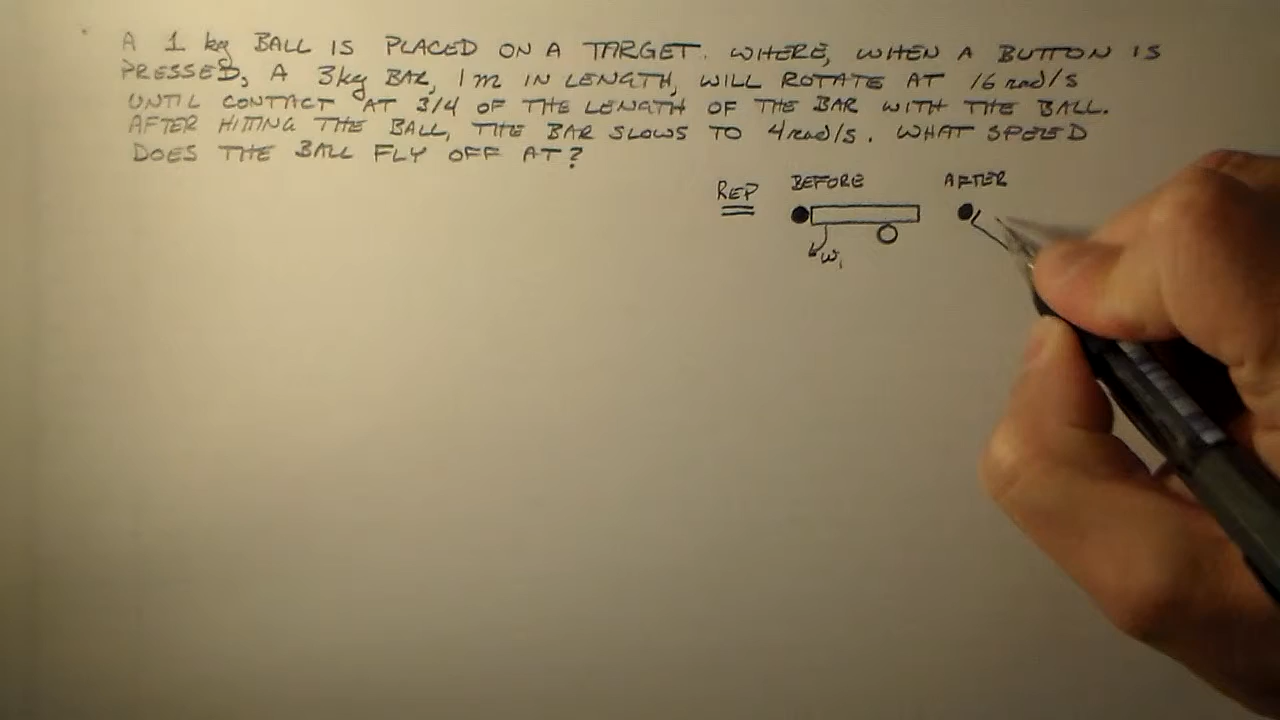 A 1 kg BALL IS PLACED ON A TARGET. WHERE, WHEN A BUTTON IS
PRESSED, A 3kg BAR, 1m IN LENGTH, WILL ROTATE AT 16 rad/s
UNTIL CONTACT AT 3/4 OF THE LENGTH OF THE BAR WITH THE BALL.
AFTER HITING THE BALL, THE BAR SLOWS TO 4 rad/s. WHAT SPEED
DOES THE BALL FLY OFF AT?
REP BEFORE AFTER
ω₁